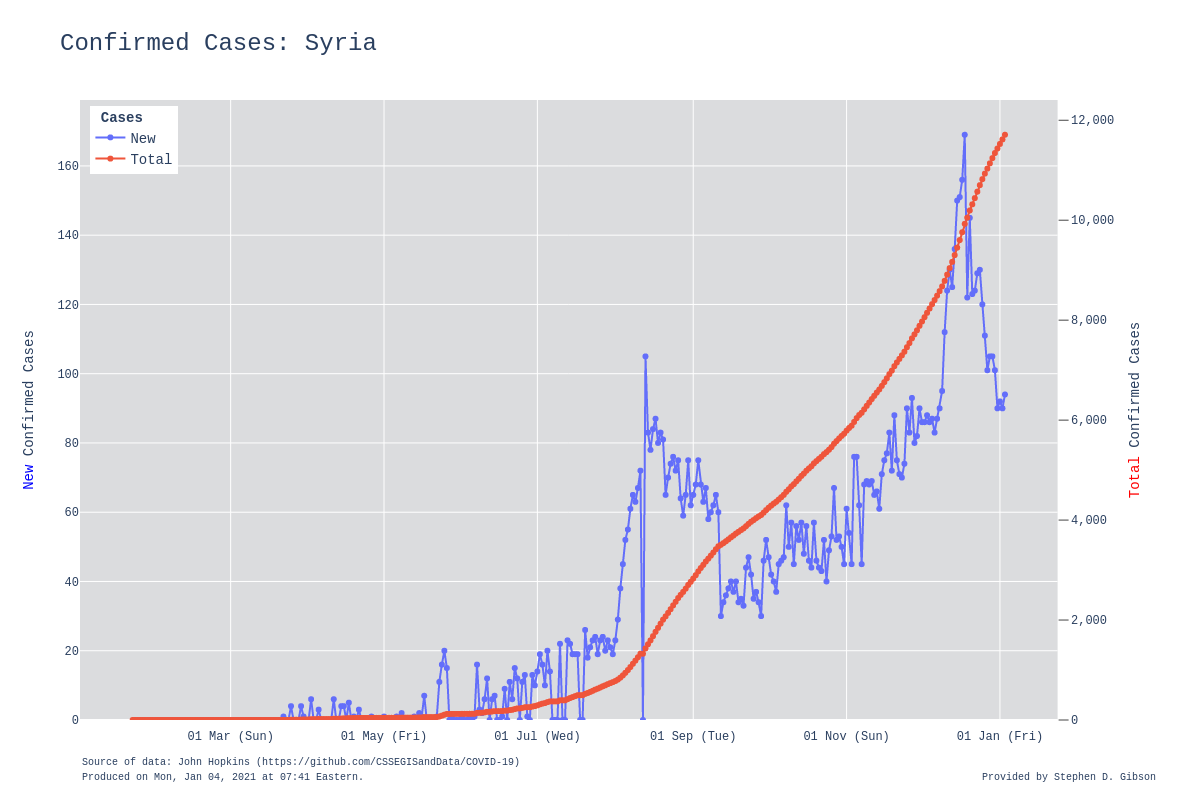 Confirmed Cases: Syria
Cases
New
Total
160
140
120
100
80
60
40
20
0
New Confirmed Cases
12,000
10,000
8,000
6,000
4,000
2,000
0
Total Confirmed Cases
01 Mar (Sun)
01 May (Fri)
01 Jul (Wed)
01 Sep (Tue)
01 Nov (Sun)
01 Jan (Fri)
Source of data: John Hopkins (https://github.com/CSSEGISandData/COVID-19)
Produced on Mon, Jan 04, 2021 at 07:41 Eastern.
Provided by Stephen D. Gibson